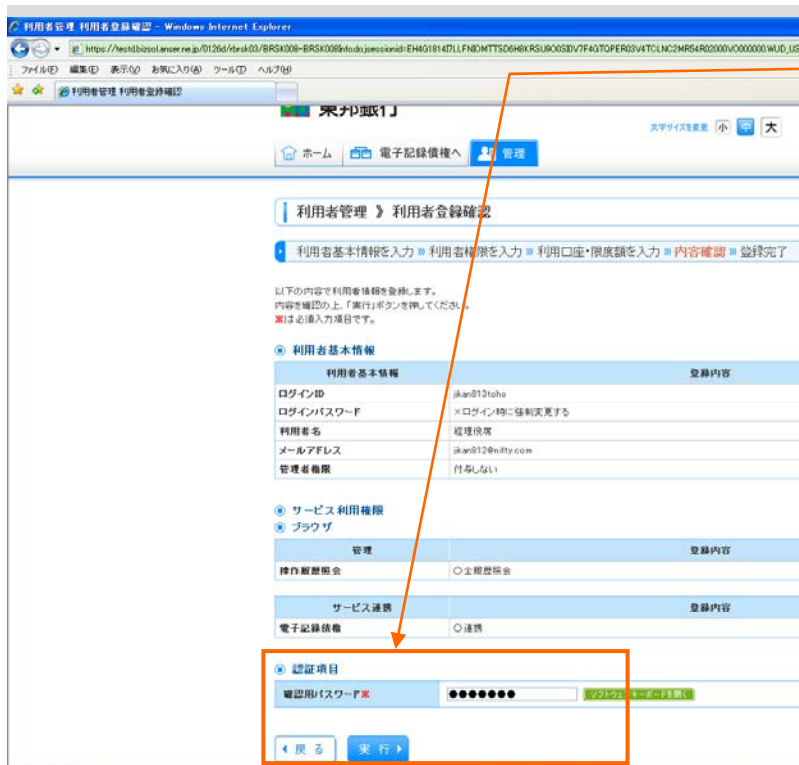 利用者管理 利用者登録確認 - Windows Internet Explorer
ファイル(F) 編集(E) 表示(V) お気に入り(A) ツール(T) ヘルプ(H)
利用者管理 利用者登録確認
東邦銀行
文字サイズを変更 小 中 大
ホーム 電子記録債権へ 管理
利用者管理 》 利用者登録確認
利用者基本情報を入力 » 利用者権限を入力 » 利用口座・限度額を入力 » 内容確認 » 登録完了
以下の内容で利用者情報を登録します。
内容を確認の上、「実行」ボタンを押してください。
※は必須入力項目です。
利用者基本情報
利用者基本情報 登録内容
ログインID jikan813toho
ログインパスワード ×ログイン時に強制変更する
利用者名 経理役席
メールアドレス jikan812@nifty.com
管理者権限 付与しない
サービス利用権限
ブラウザ
管理 登録内容
操作履歴照会 ○全履歴照会
サービス連携 登録内容
電子記録債権 ○連携
認証項目
確認用パスワード※ ●●●●●●● ソフトウェアキーボードを開く
戻る 実行